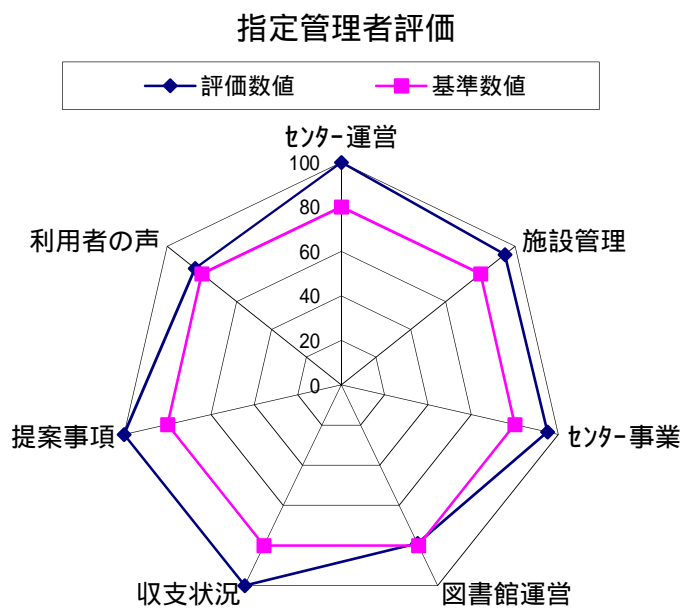 指定管理者評価
評価数値 基準数値
ｾﾝﾀｰ運営
100
80
60
40
20
0
利用者の声
施設管理
提案事項
ｾﾝﾀｰ事業
収支状況
図書館運営